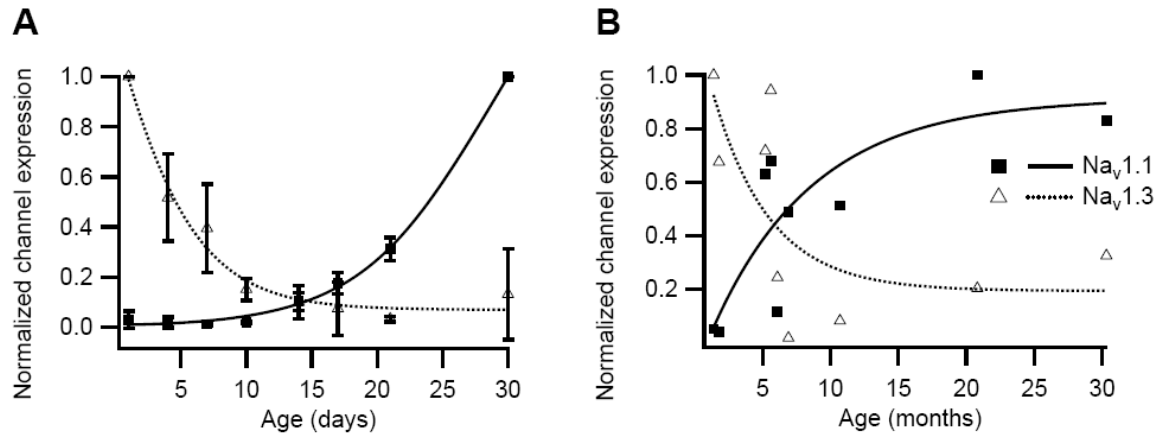 A
Normalized channel expression
1.0
0.8
0.6
0.4
0.2
0.0
5
10
15
20
25
30
Age (days)
B
Normalized channel expression
1.0
0.8
0.6
0.4
0.2
5
10
15
20
25
30
Age (months)
Nav1.1
Nav1.3